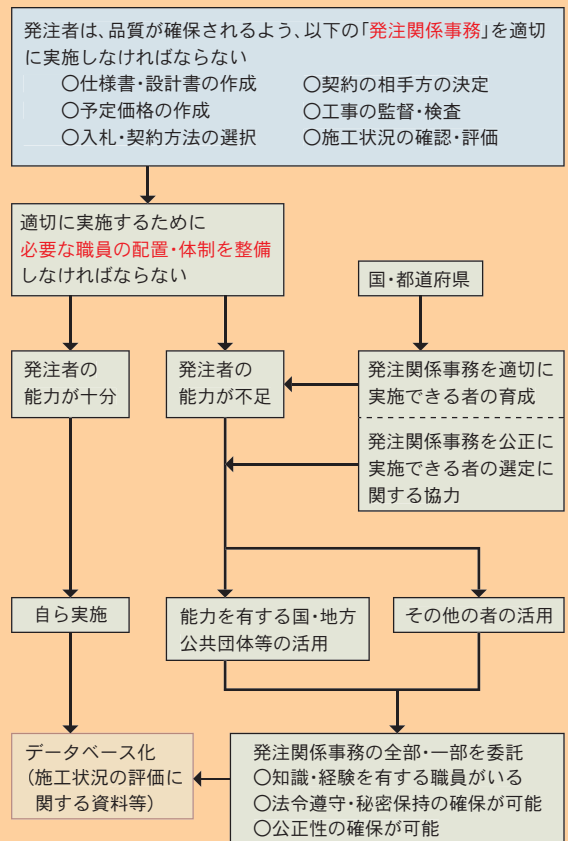 発注者は、品質が確保されるよう、以下の「発注関係事務」を適切
に実施しなければならない
○仕様書・設計書の作成 ○契約の相手方の決定
○予定価格の作成 ○工事の監督・検査
○入札・契約方法の選択 ○施工状況の確認・評価
適切に実施するために
必要な職員の配置・体制を整備
しなければならない
国・都道府県
発注者の
能力が十分
発注者の
能力が不足
発注関係事務を適切に
実施できる者の育成
発注関係事務を公正に
実施できる者の選定に
関する協力
自ら実施
能力を有する国・地方
公共団体等の活用
その他の者の活用
データベース化
(施工状況の評価に
関する資料等)
発注関係事務の全部・一部を委託
○知識・経験を有する職員がいる
○法令遵守・秘密保持の確保が可能
○公正性の確保が可能